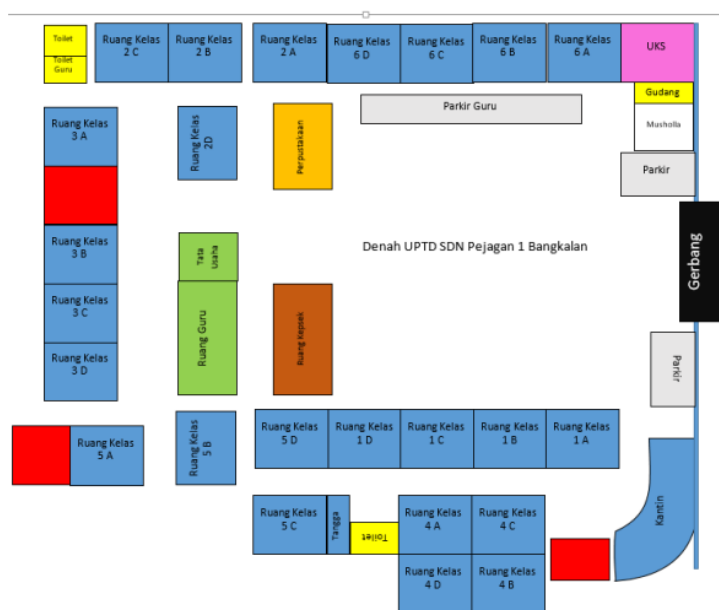 Toilet
Toilet
Guru
Ruang Kelas
2 C
Ruang Kelas
2 B
Ruang Kelas
2 A
Ruang Kelas
6 D
Ruang Kelas
6 C
Ruang Kelas
6 B
Ruang Kelas
6 A
UKS
Gudang
Musholla
Parkir
Parkir Guru
Ruang Kelas
3 A
Ruang Kelas
2D
Perpustakaan
Denah UPTD SDN Pejagan 1 Bangkalan
Gerbang
Ruang Kelas
3 B
Tata
Usaha
Ruang Kelas
3 C
Ruang Guru
Ruang Kepsek
Ruang Kelas
3 D
Parkir
Ruang Kelas
5 A
Ruang Kelas
5 B
Ruang Kelas
5 D
Ruang Kelas
1 D
Ruang Kelas
1 C
Ruang Kelas
1 B
Ruang Kelas
1 A
Kantin
Ruang Kelas
5 C
Tangga
Toilet
Ruang Kelas
4 A
Ruang Kelas
4 C
Ruang Kelas
4 D
Ruang Kelas
4 B